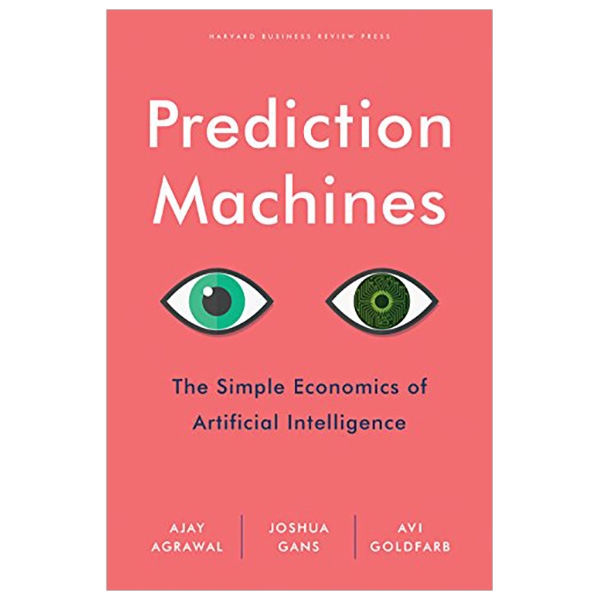 HARVARD BUSINESS REVIEW PRESS
Prediction
Machines
The Simple Economics of
Artificial Intelligence
AJAY
AGRAWAL
JOSHUA
GANS
AVI
GOLDFARB